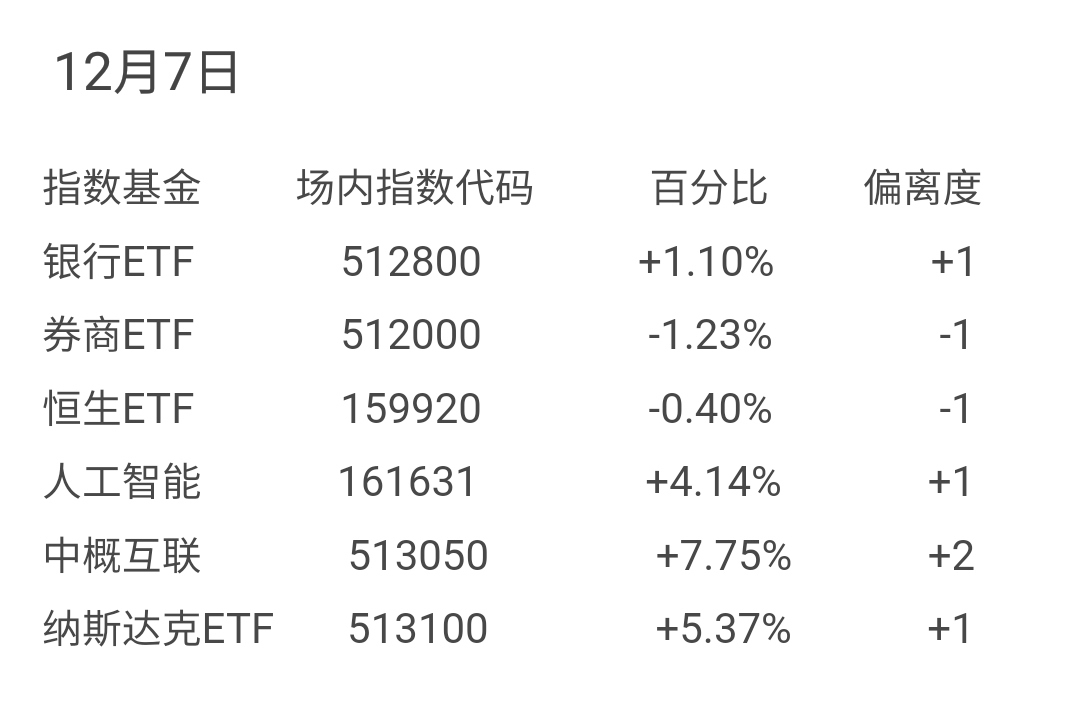 12月7日
指数基金 场内指数代码 百分比 偏离度
银行ETF 512800 +1.10% +1
券商ETF 512000 -1.23% -1
恒生ETF 159920 -0.40% -1
人工智能 161631 +4.14% +1
中概互联 513050 +7.75% +2
纳斯达克ETF 513100 +5.37% +1